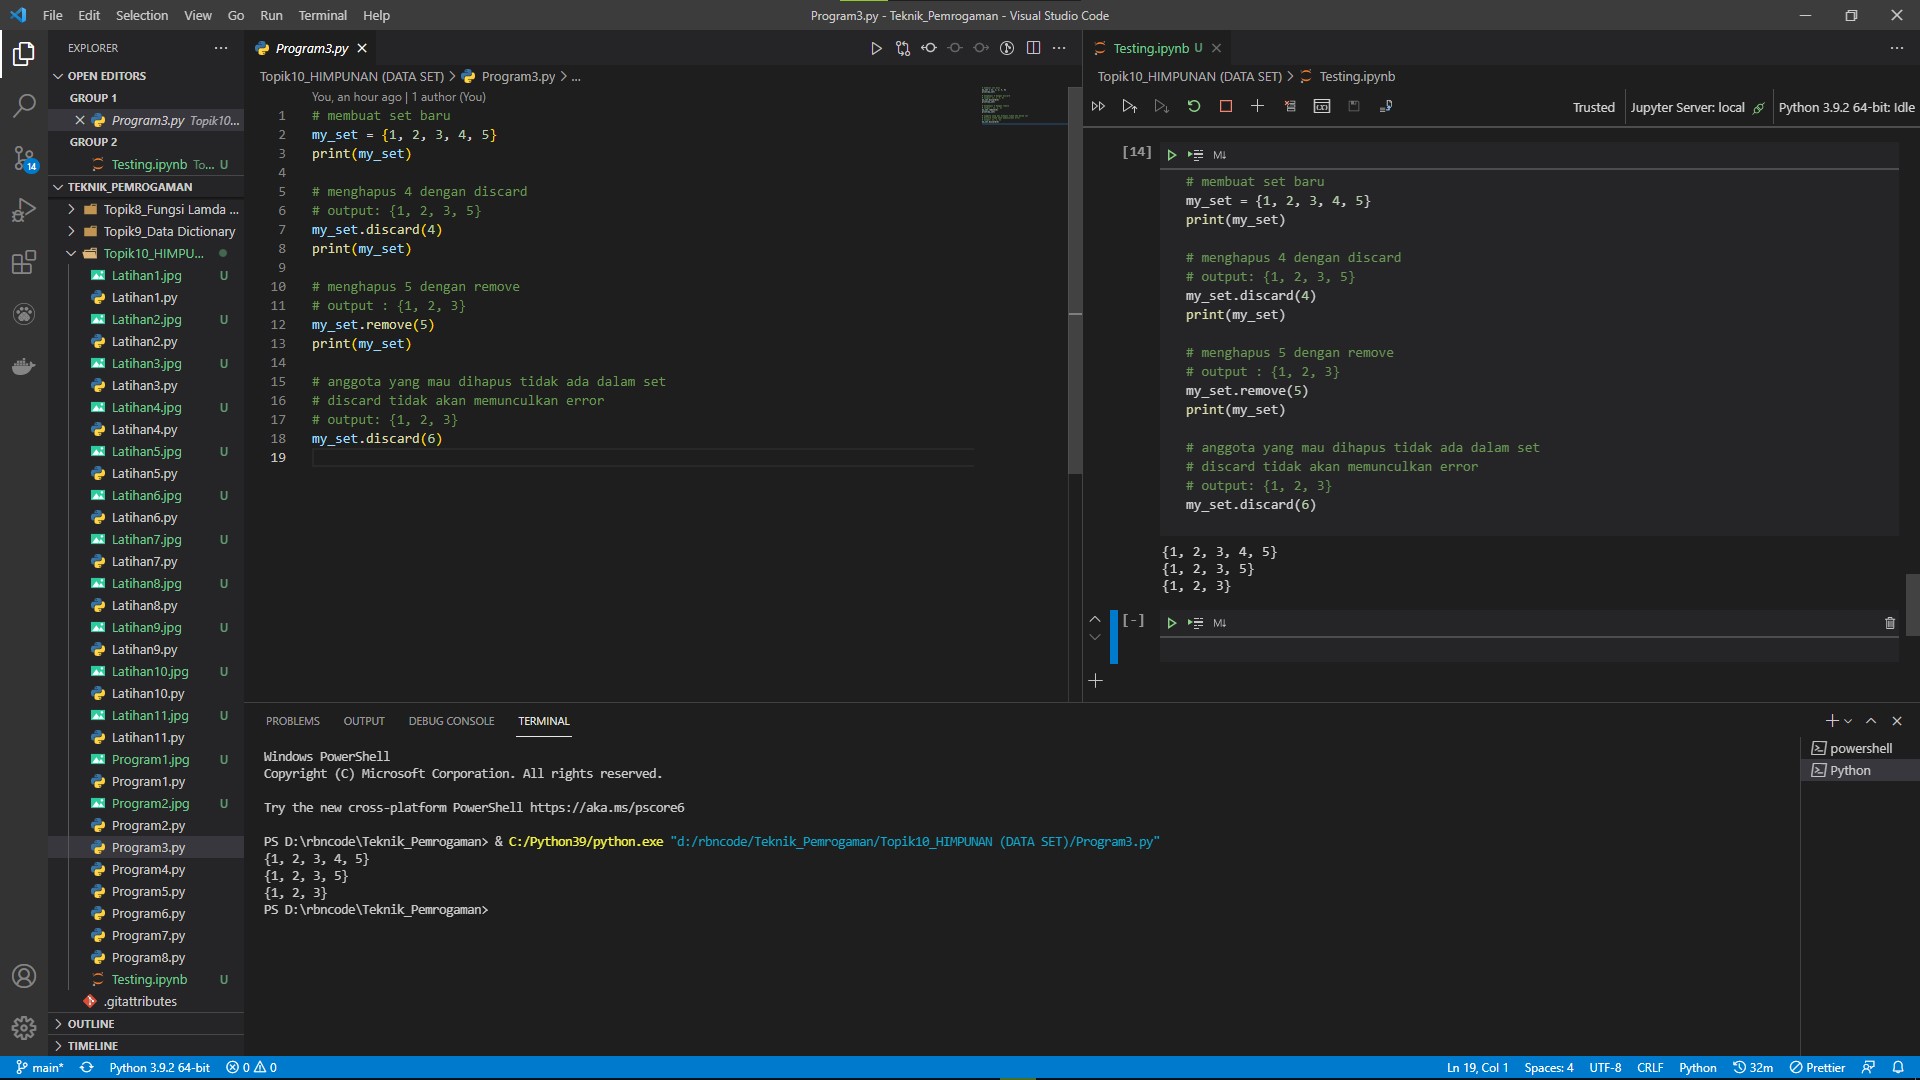 File Edit Selection View Go Run Terminal Help
Program3.py - Teknik_Pemrogaman - Visual Studio Code
EXPLORER
OPEN EDITORS
GROUP 1
Program3.py Topik10...
GROUP 2
Testing.ipynb To... U
TEKNIK_PEMROGAMAN
Topik8_Fungsi Lamda ...
Topik9_Data Dictionary
Topik10_HIMPU...
Latihan1.jpg U
Latihan1.py
Latihan2.jpg U
Latihan2.py
Latihan3.jpg U
Latihan3.py
Latihan4.jpg U
Latihan4.py
Latihan5.jpg U
Latihan5.py
Latihan6.jpg U
Latihan6.py
Latihan7.jpg U
Latihan7.py
Latihan8.jpg U
Latihan8.py
Latihan9.jpg U
Latihan9.py
Latihan10.jpg U
Latihan10.py
Latihan11.jpg U
Latihan11.py
Program1.jpg U
Program1.py
Program2.jpg U
Program2.py
Program3.py
Program4.py
Program5.py
Program6.py
Program7.py
Program8.py
Testing.ipynb U
.gitattributes
OUTLINE
TIMELINE
14
Program3.py
Topik10_HIMPUNAN (DATA SET) > Program3.py > ...
You, an hour ago | 1 author (You)
1 # membuat set baru
2 my_set = {1, 2, 3, 4, 5}
3 print(my_set)
4
5 # menghapus 4 dengan discard
6 # output: {1, 2, 3, 5}
7 my_set.discard(4)
8 print(my_set)
9
10 # menghapus 5 dengan remove
11 # output : {1, 2, 3}
12 my_set.remove(5)
13 print(my_set)
14
15 # anggota yang mau dihapus tidak ada dalam set
16 # discard tidak akan memunculkan error
17 # output: {1, 2, 3}
18 my_set.discard(6)
19
Testing.ipynb U
Topik10_HIMPUNAN (DATA SET) > Testing.ipynb
Trusted Jupyter Server: local Python 3.9.2 64-bit: Idle
[14] M↓
# membuat set baru
my_set = {1, 2, 3, 4, 5}
print(my_set)
# menghapus 4 dengan discard
# output: {1, 2, 3, 5}
my_set.discard(4)
print(my_set)
# menghapus 5 dengan remove
# output : {1, 2, 3}
my_set.remove(5)
print(my_set)
# anggota yang mau dihapus tidak ada dalam set
# discard tidak akan memunculkan error
# output: {1, 2, 3}
my_set.discard(6)
{1, 2, 3, 4, 5}
{1, 2, 3, 5}
{1, 2, 3}
[-] M↓
PROBLEMS OUTPUT DEBUG CONSOLE TERMINAL
Windows PowerShell
Copyright (C) Microsoft Corporation. All rights reserved.
Try the new cross-platform PowerShell https://aka.ms/pscore6
PS D:\rbncode\Teknik_Pemrogaman> & C:/Python39/python.exe "d:/rbncode/Teknik_Pemrogaman/Topik10_HIMPUNAN (DATA SET)/Program3.py"
{1, 2, 3, 4, 5}
{1, 2, 3, 5}
{1, 2, 3}
PS D:\rbncode\Teknik_Pemrogaman>
powershell
Python
main* Python 3.9.2 64-bit 0 0 Ln 19, Col 1 Spaces: 4 UTF-8 CRLF Python 32m Prettier